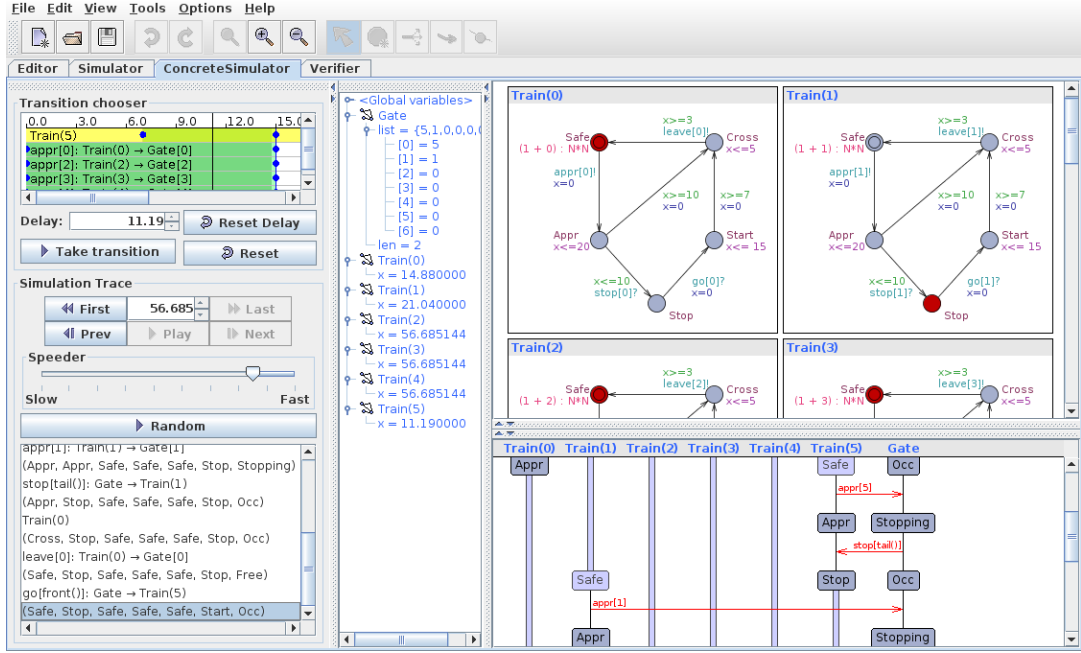 File Edit View Tools Options Help
Editor Simulator ConcreteSimulator Verifier
Transition chooser
0.0 3.0 6.0 9.0 12.0 15.0
Train(5)
appr[0]: Train(0) → Gate[0]
appr[2]: Train(2) → Gate[2]
appr[3]: Train(3) → Gate[3]
Delay: 11.19 Reset Delay
Take transition Reset
Simulation Trace
First 56.685 Last
Prev Play Next
Speeder
Slow Fast
Random
appr[1]: Train(1) → Gate[1]
(Appr, Appr, Safe, Safe, Safe, Stop, Stopping)
stop[tail()]: Gate → Train(1)
(Appr, Stop, Safe, Safe, Safe, Stop, Occ)
Train(0)
(Cross, Stop, Safe, Safe, Safe, Stop, Occ)
leave[0]: Train(0) → Gate[0]
(Safe, Stop, Safe, Safe, Safe, Stop, Free)
go[front()]: Gate → Train(5)
(Safe, Stop, Safe, Safe, Safe, Start, Occ)
<Global variables>
Gate
list = {5,1,0,0,0,(
[0] = 5
[1] = 1
[2] = 0
[3] = 0
[4] = 0
[5] = 0
[6] = 0
len = 2
Train(0)
x = 14.880000
Train(1)
x = 21.040000
Train(2)
x = 56.685144
Train(3)
x = 56.685144
Train(4)
x = 56.685144
Train(5)
x = 11.190000
Train(0)
x>=3
leave[0]!
Safe
Cross
(1 + 0) : N*N
x<=5
appr[0]!
x=0
x>=10
x=0
x>=7
x=0
Appr
x<=20
Start
x<= 15
x<=10
stop[0]?
go[0]?
x=0
Stop
Train(1)
x>=3
leave[1]!
Safe
Cross
(1 + 1) : N*N
x<=5
appr[1]!
x=0
x>=10
x=0
x>=7
x=0
Appr
x<=20
Start
x<= 15
x<=10
stop[1]?
go[1]?
x=0
Stop
Train(2)
x>=3
leave[2]!
Safe
Cross
(1 + 2) : N*N
x<=5
Train(3)
x>=3
leave[3]!
Safe
Cross
(1 + 3) : N*N
x<=5
Train(0) Train(1) Train(2) Train(3) Train(4) Train(5) Gate
Appr Safe Occ
appr[5]
Appr Stopping
stop[tail()]
Safe Stop Occ
appr[1]
Appr Stopping